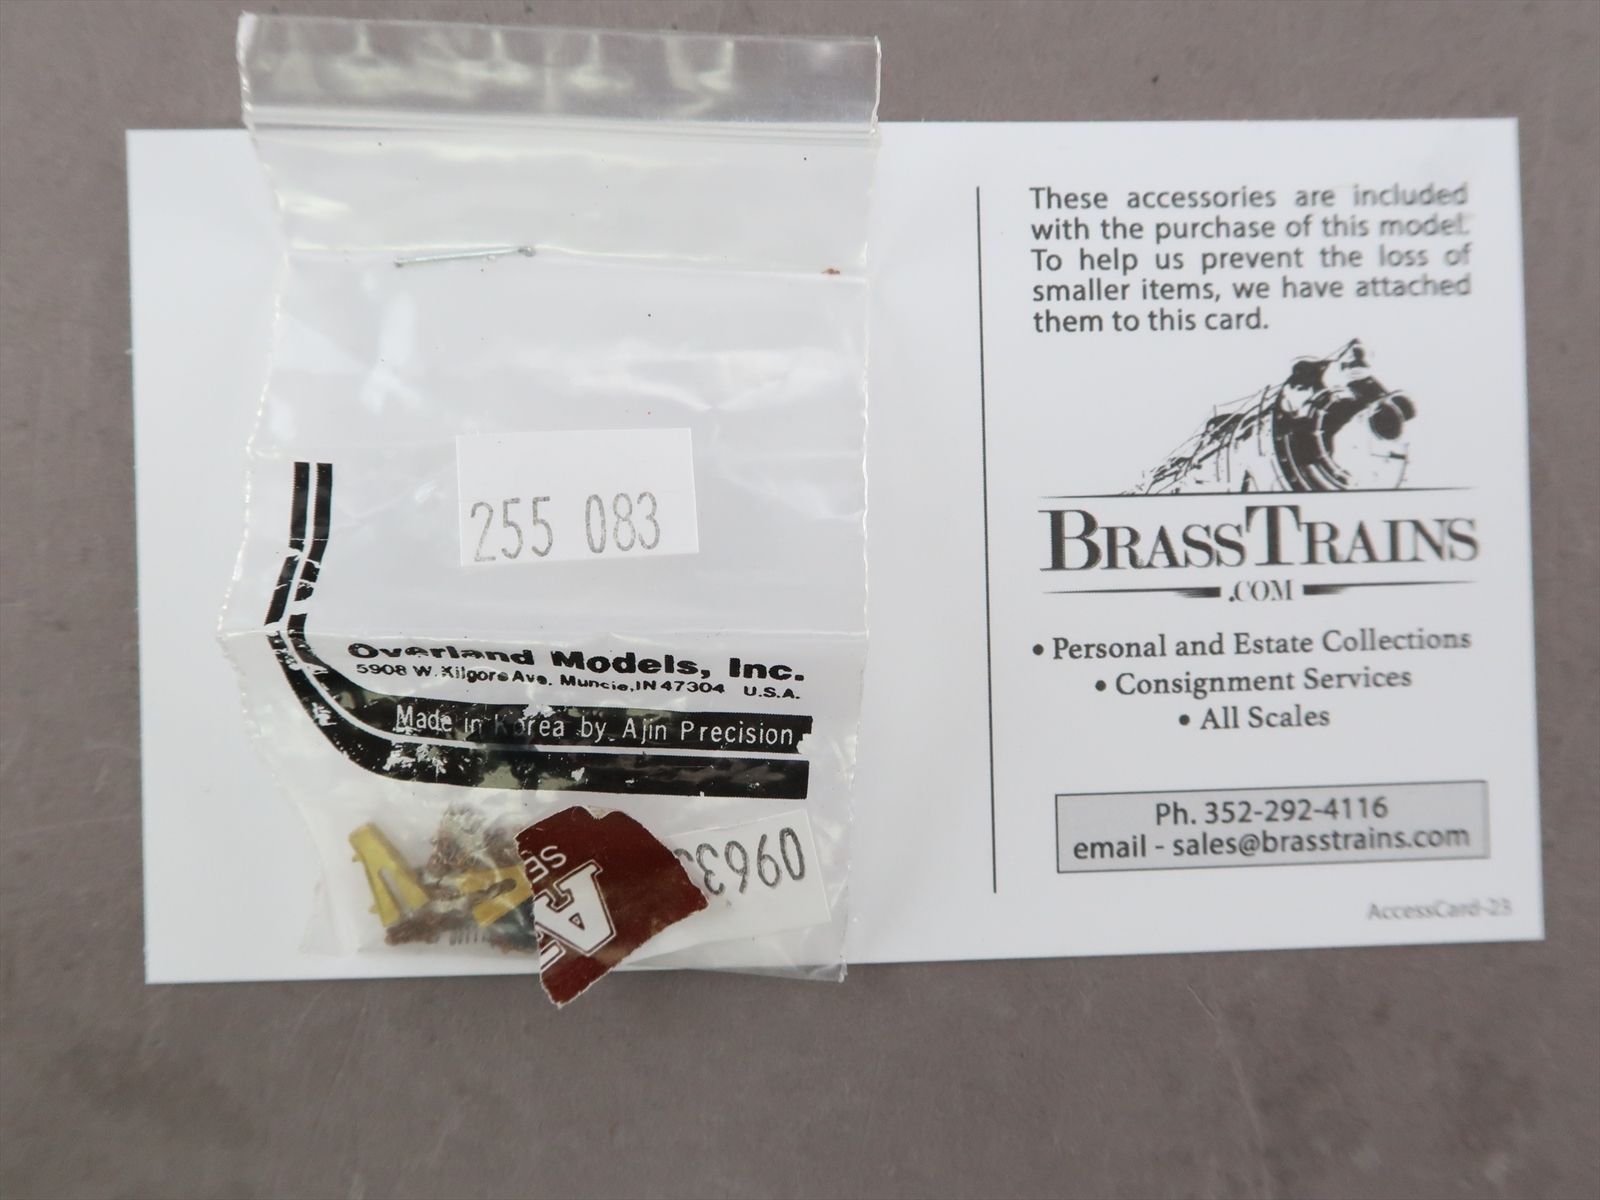 255 083
Overland Models, Inc.
5908 W. Kilgore Ave. Muncie, IN 47304 U.S.A.
Made in Korea by Ajin Precision
0963
SE
A
These accessories are included
with the purchase of this model.
To help us prevent the loss of
smaller items, we have attached
them to this card.
BRASSTRAINS
.COM
• Personal and Estate Collections
• Consignment Services
• All Scales
Ph. 352-292-4116
email - sales@brasstrains.com
AccessCard-23